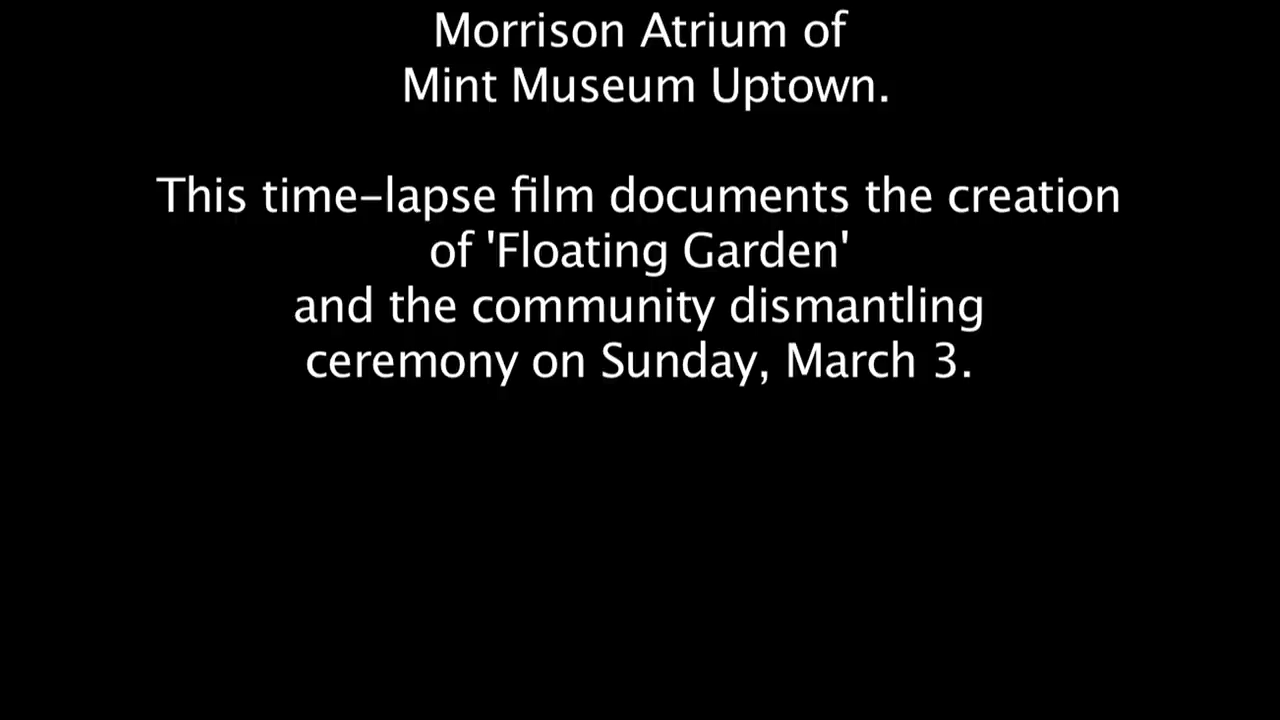 Morrison Atrium of
Mint Museum Uptown.
This time-lapse film documents the creation
of 'Floating Garden'
and the community dismantling
ceremony on Sunday, March 3.